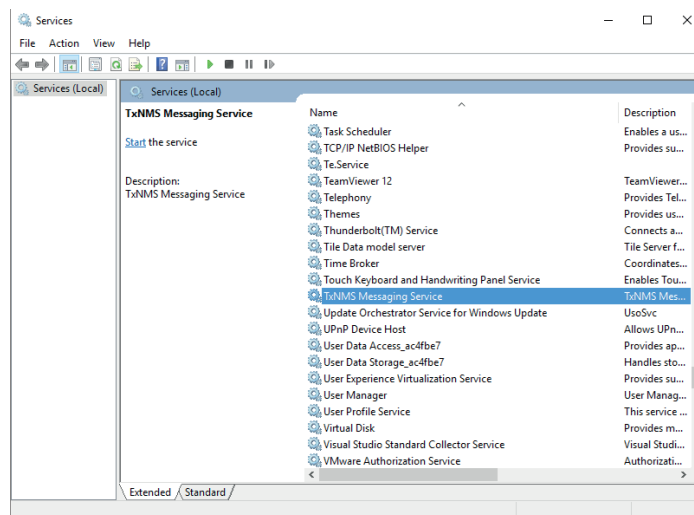 Services
File Action View Help
Services (Local)
Services (Local)
TxNMS Messaging Service
Start the service
Description:
TxNMS Messaging Service
Name Description
Task Scheduler Enables a us...
TCP/IP NetBIOS Helper Provides su...
Te.Service
TeamViewer 12 TeamViewer...
Telephony Provides Tel...
Themes Provides us...
Thunderbolt(TM) Service Connects a...
Tile Data model server Tile Server f...
Time Broker Coordinates...
Touch Keyboard and Handwriting Panel Service Enables Tou...
TxNMS Messaging Service TxNMS Mes...
Update Orchestrator Service for Windows Update UsoSvc
UPnP Device Host Allows UPn...
User Data Access_ac4fbe7 Provides ap...
User Data Storage_ac4fbe7 Handles sto...
User Experience Virtualization Service Provides su...
User Manager User Manag...
User Profile Service This service ...
Virtual Disk Provides m...
Visual Studio Standard Collector Service Visual Studi...
VMware Authorization Service Authorizati...
Extended Standard